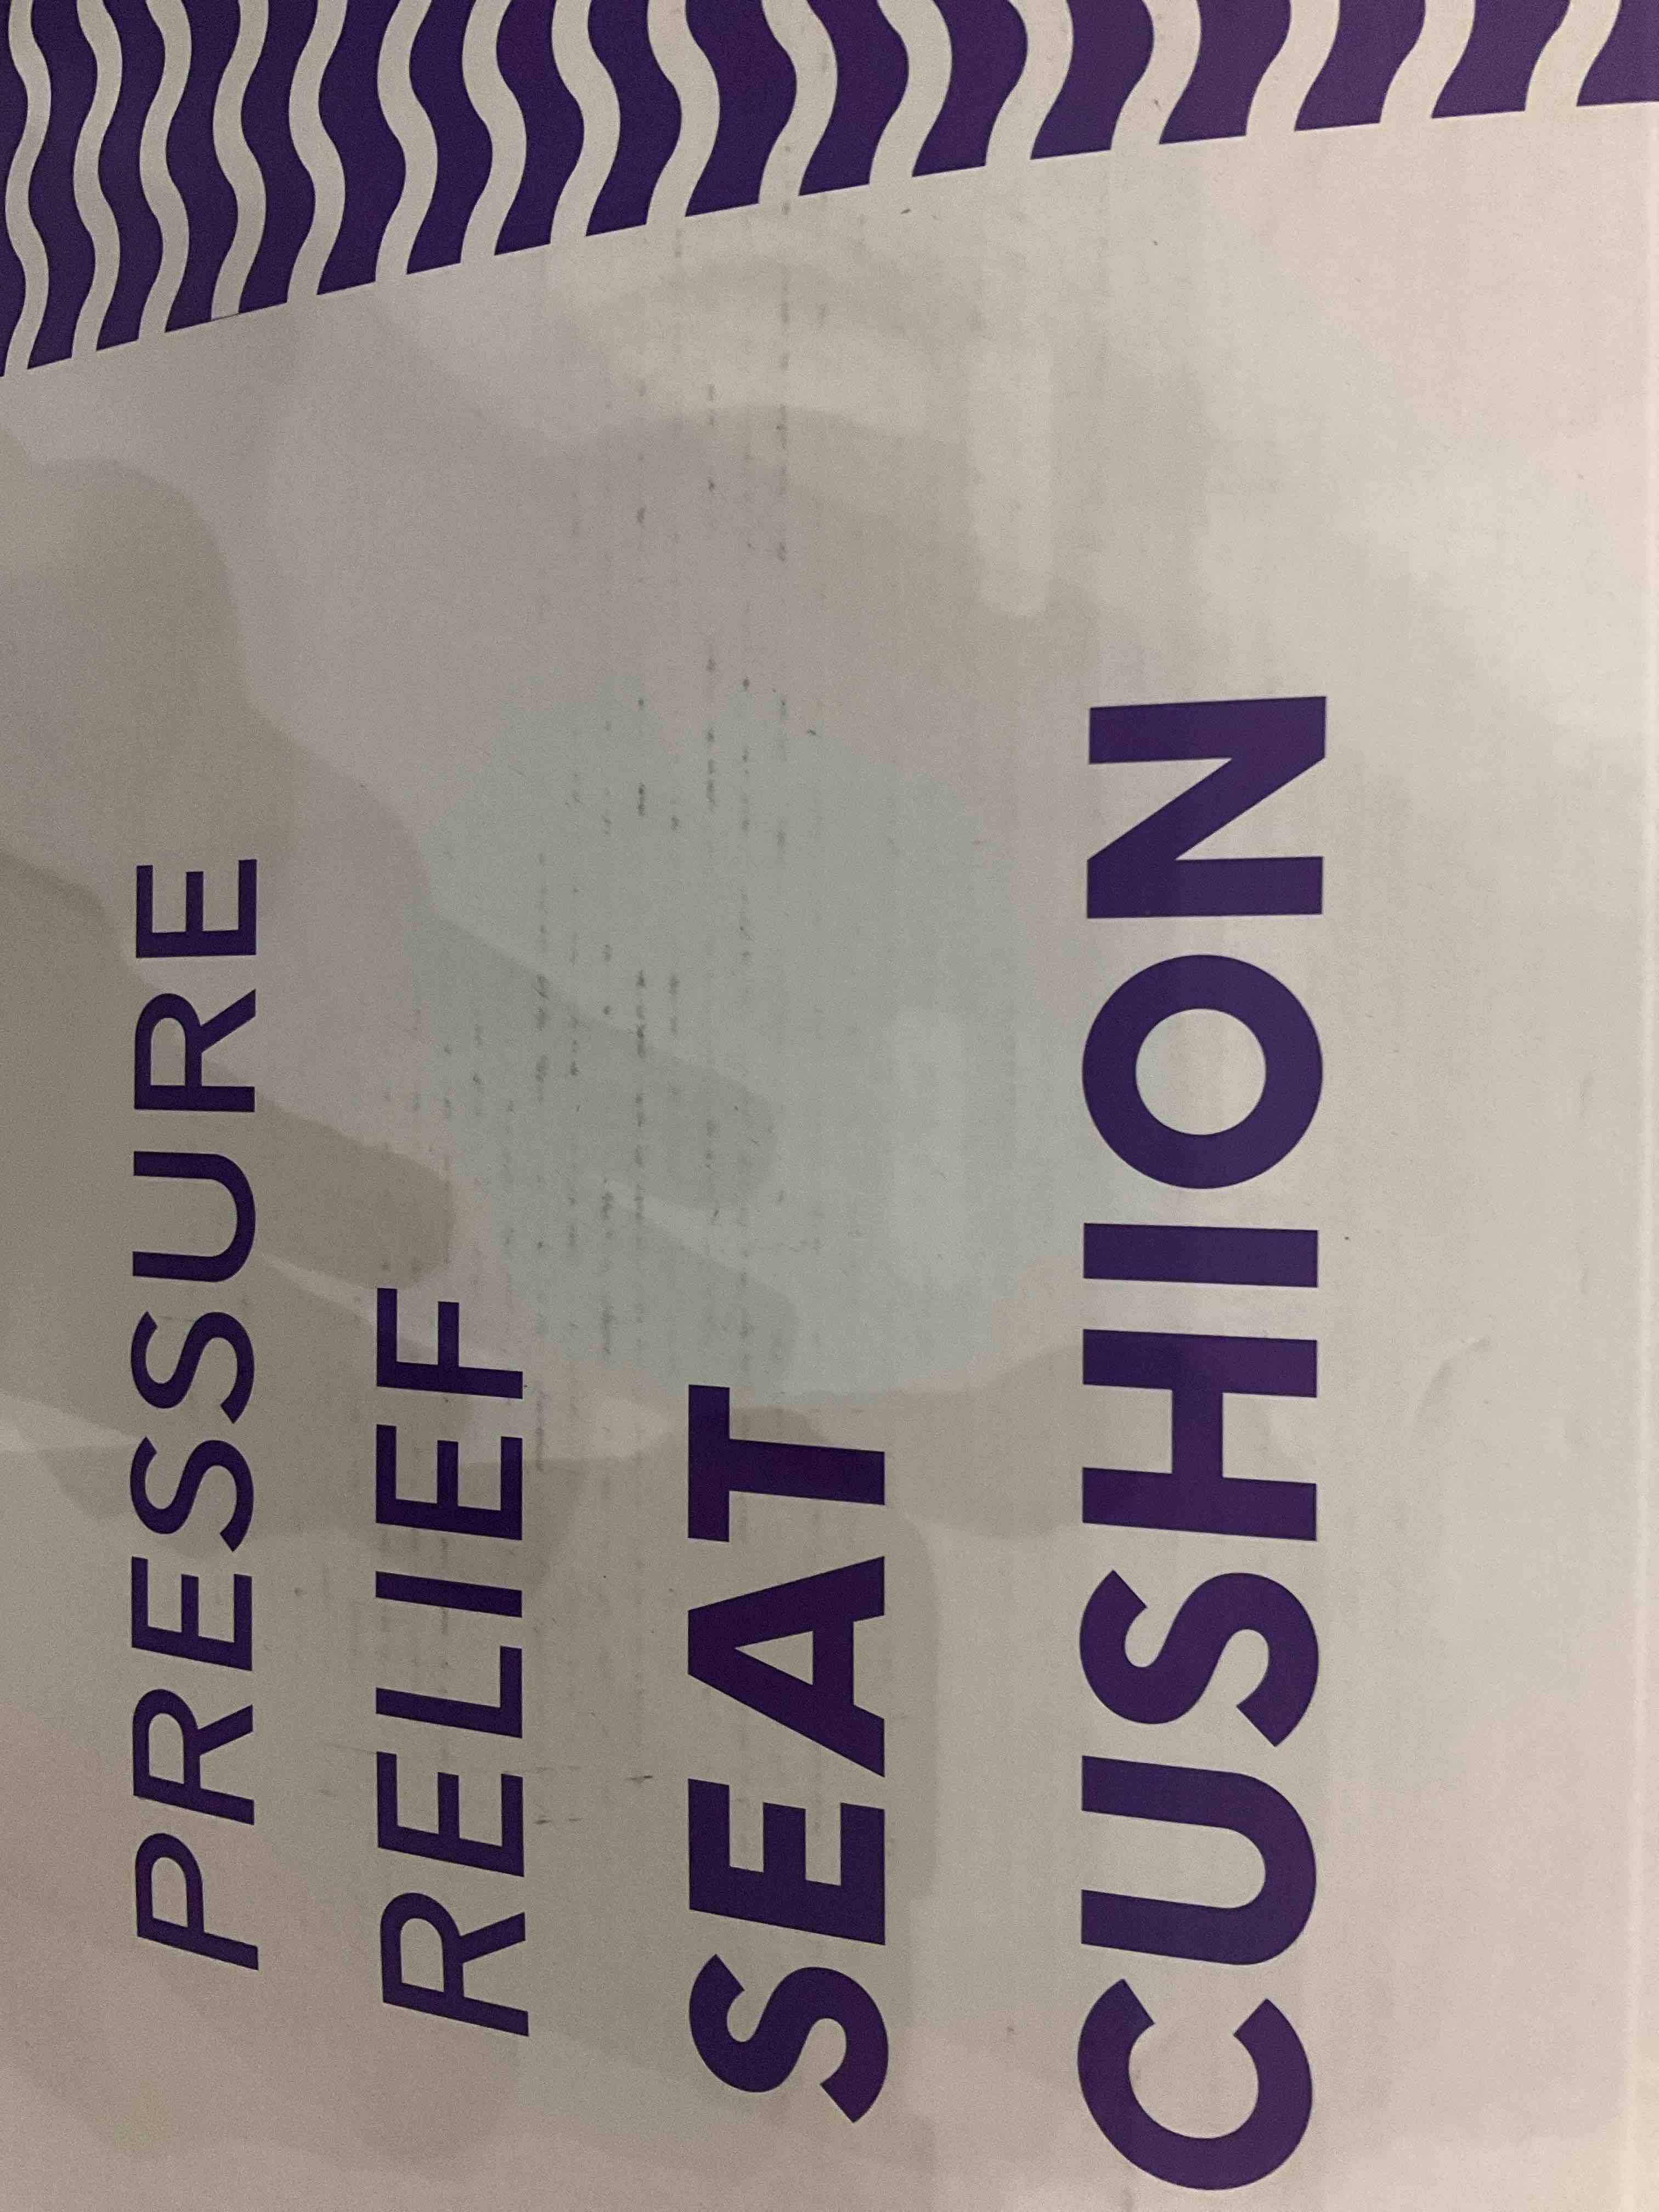 PRESSURE
RELIEF
SEAT
CUSHION